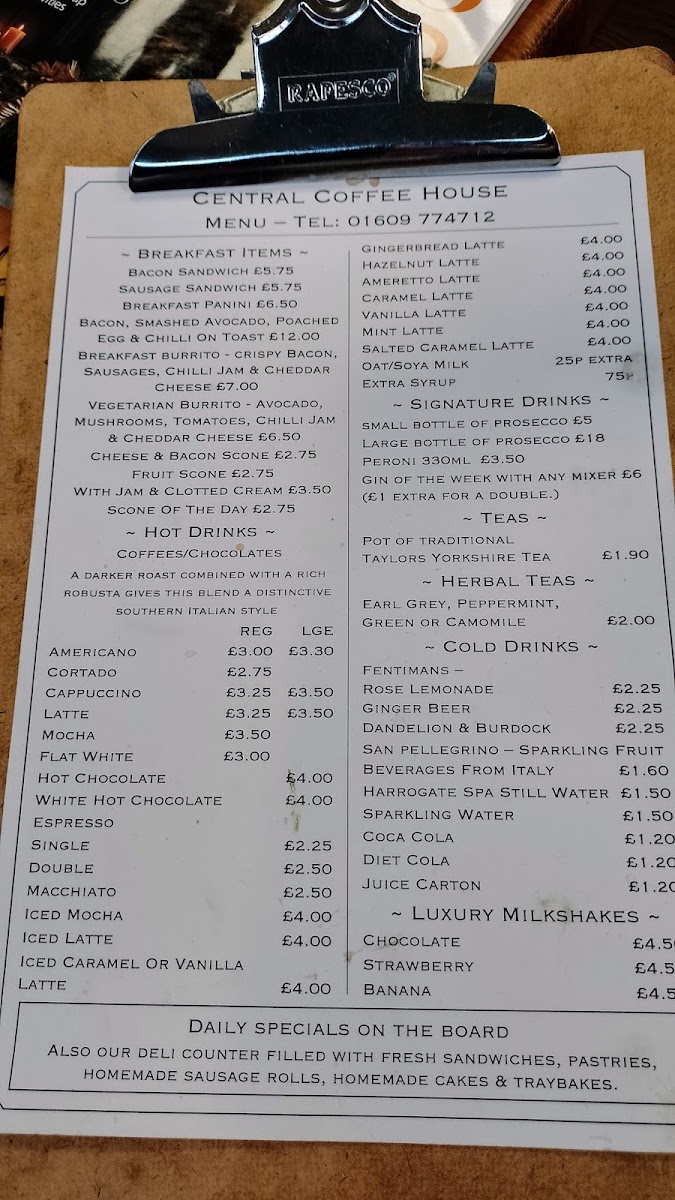 RAPESCO®
CENTRAL COFFEE HOUSE
MENU – TEL: 01609 774712
~ BREAKFAST ITEMS ~
BACON SANDWICH £5.75
SAUSAGE SANDWICH £5.75
BREAKFAST PANINI £6.50
BACON, SMASHED AVOCADO, POACHED
EGG & CHILLI ON TOAST £12.00
BREAKFAST BURRITO - CRISPY BACON,
SAUSAGES, CHILLI JAM & CHEDDAR
CHEESE £7.00
VEGETARIAN BURRITO - AVOCADO,
MUSHROOMS, TOMATOES, CHILLI JAM
& CHEDDAR CHEESE £6.50
CHEESE & BACON SCONE £2.75
FRUIT SCONE £2.75
WITH JAM & CLOTTED CREAM £3.50
SCONE OF THE DAY £2.75
~ HOT DRINKS ~
COFFEES/CHOCOLATES
A DARKER ROAST COMBINED WITH A RICH
ROBUSTA GIVES THIS BLEND A DISTINCTIVE
SOUTHERN ITALIAN STYLE
REG LGE
AMERICANO £3.00 £3.30
CORTADO £2.75
CAPPUCCINO £3.25 £3.50
LATTE £3.25 £3.50
MOCHA £3.50
FLAT WHITE £3.00
HOT CHOCOLATE £4.00
WHITE HOT CHOCOLATE £4.00
ESPRESSO
SINGLE £2.25
DOUBLE £2.50
MACCHIATO £2.50
ICED MOCHA £4.00
ICED LATTE £4.00
ICED CARAMEL OR VANILLA
LATTE £4.00
GINGERBREAD LATTE £4.00
HAZELNUT LATTE £4.00
AMERETTO LATTE £4.00
CARAMEL LATTE £4.00
VANILLA LATTE £4.00
MINT LATTE £4.00
SALTED CARAMEL LATTE £4.00
OAT/SOYA MILK 25P EXTRA
EXTRA SYRUP 75P
~ SIGNATURE DRINKS ~
SMALL BOTTLE OF PROSECCO £5
LARGE BOTTLE OF PROSECCO £18
PERONI 330ML £3.50
GIN OF THE WEEK WITH ANY MIXER £6
(£1 EXTRA FOR A DOUBLE.)
~ TEAS ~
POT OF TRADITIONAL
TAYLORS YORKSHIRE TEA £1.90
~ HERBAL TEAS ~
EARL GREY, PEPPERMINT,
GREEN OR CAMOMILE £2.00
~ COLD DRINKS ~
FENTIMANS –
ROSE LEMONADE £2.25
GINGER BEER £2.25
DANDELION & BURDOCK £2.25
SAN PELLEGRINO – SPARKLING FRUIT
BEVERAGES FROM ITALY £1.60
HARROGATE SPA STILL WATER £1.50
SPARKLING WATER £1.50
COCA COLA £1.20
DIET COLA £1.20
JUICE CARTON £1.20
~ LUXURY MILKSHAKES ~
CHOCOLATE £4.5
STRAWBERRY £4.5
BANANA £4.5
DAILY SPECIALS ON THE BOARD
ALSO OUR DELI COUNTER FILLED WITH FRESH SANDWICHES, PASTRIES,
HOMEMADE SAUSAGE ROLLS, HOMEMADE CAKES & TRAYBAKES.